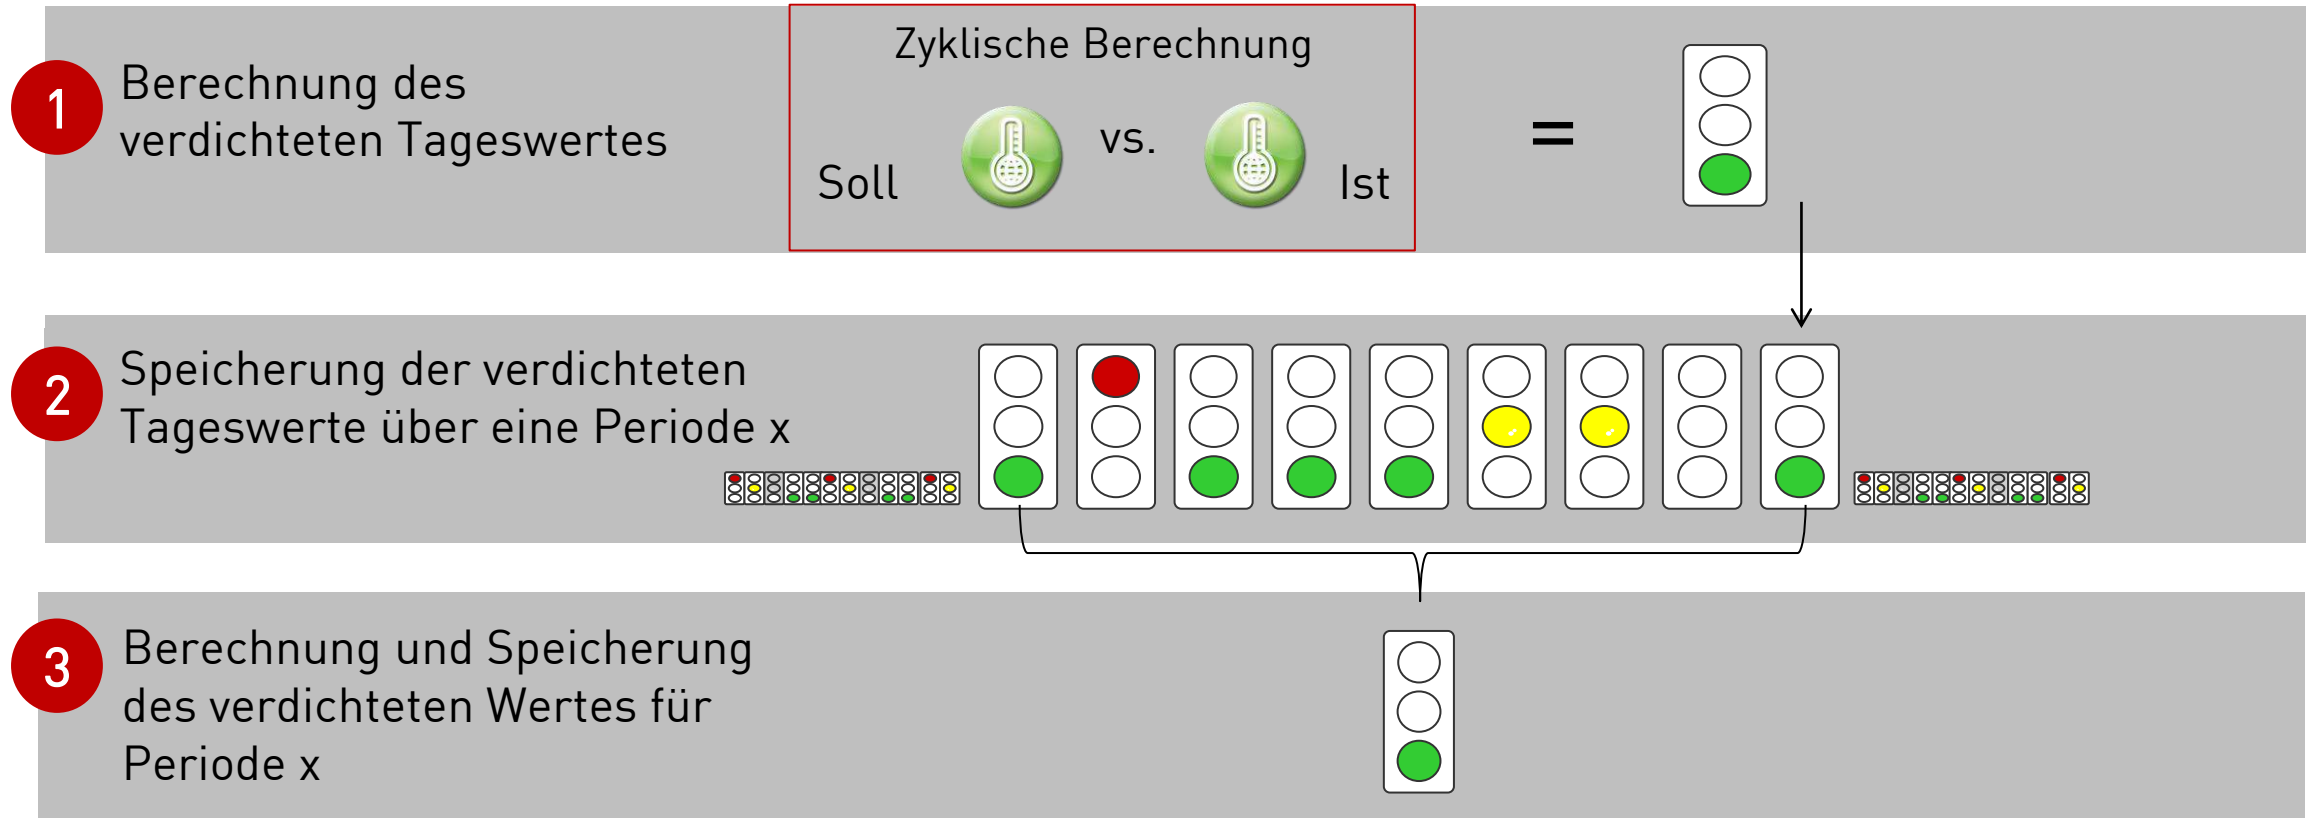 1
Berechnung des
verdichteten Tageswertes
Zyklische Berechnung
Soll
vs.
Ist
=
2
Speicherung der verdichteten
Tageswerte über eine Periode x
3
Berechnung und Speicherung
des verdichteten Wertes für
Periode x